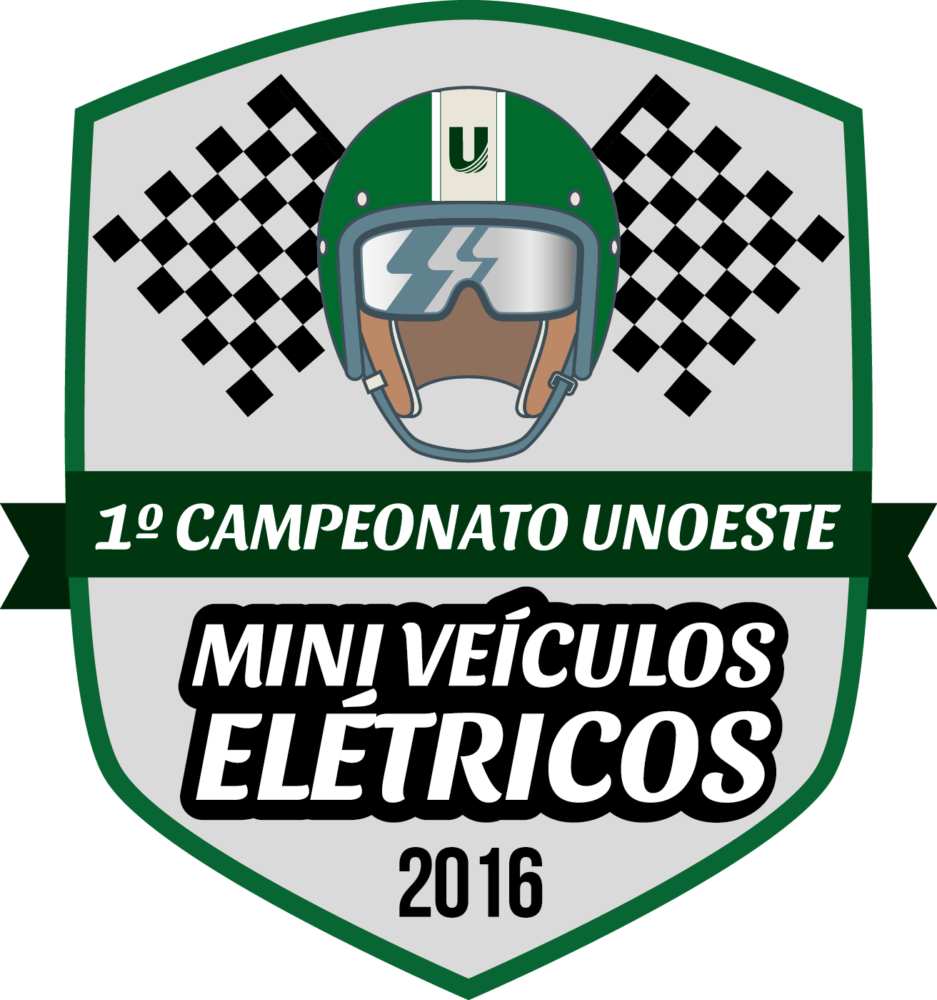 U
1º CAMPEONATO UNOESTE
MINI VEÍCULOS
ELÉTRICOS
2016